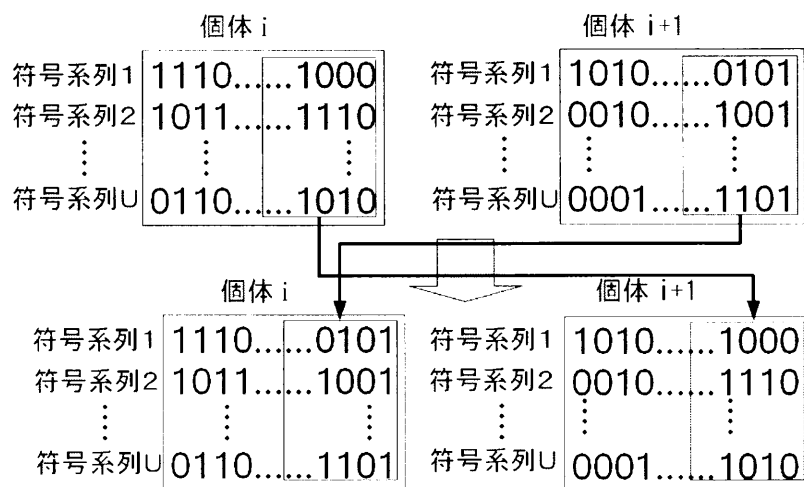 個体 i
符号系列1 1110......1000
符号系列2 1011......1110
符号系列U 0110......1010
個体 i+1
符号系列1 1010......0101
符号系列2 0010......1001
符号系列U 0001......1101
個体 i
符号系列1 1110......0101
符号系列2 1011......1001
符号系列U 0110......1101
個体 i+1
符号系列1 1010......1000
符号系列2 0010......1110
符号系列U 0001......1010